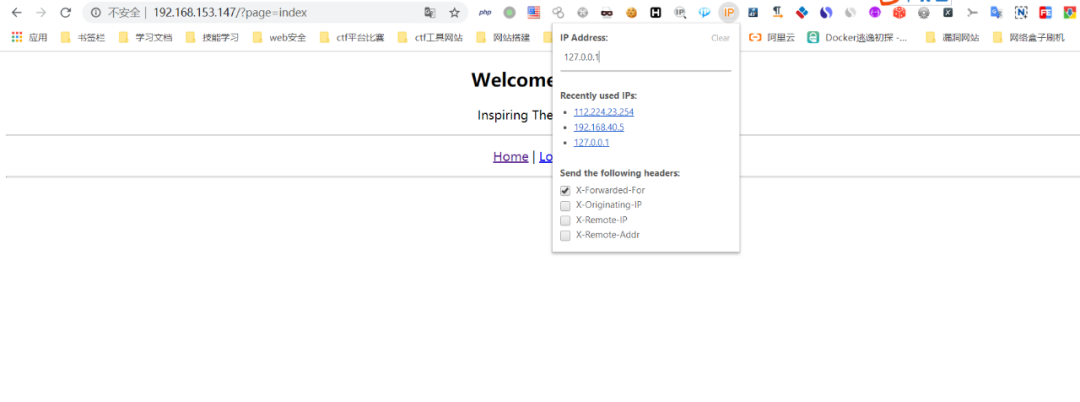 不安全 | 192.168.153.147/?page=index
php
IP
应用 书签栏 学习文档 技能学习 web安全 ctf平台比赛 ctf工具网站 网站搭建 阿里云 Docker逃逸初探 -... 漏洞网站 网络盒子刷机
Welcome
Inspiring The
Home | Lo
IP Address: Clear
127.0.0.1
Recently used IPs:
• 112.224.23.254
• 192.168.40.5
• 127.0.0.1
Send the following headers:
X-Forwarded-For
X-Originating-IP
X-Remote-IP
X-Remote-Addr